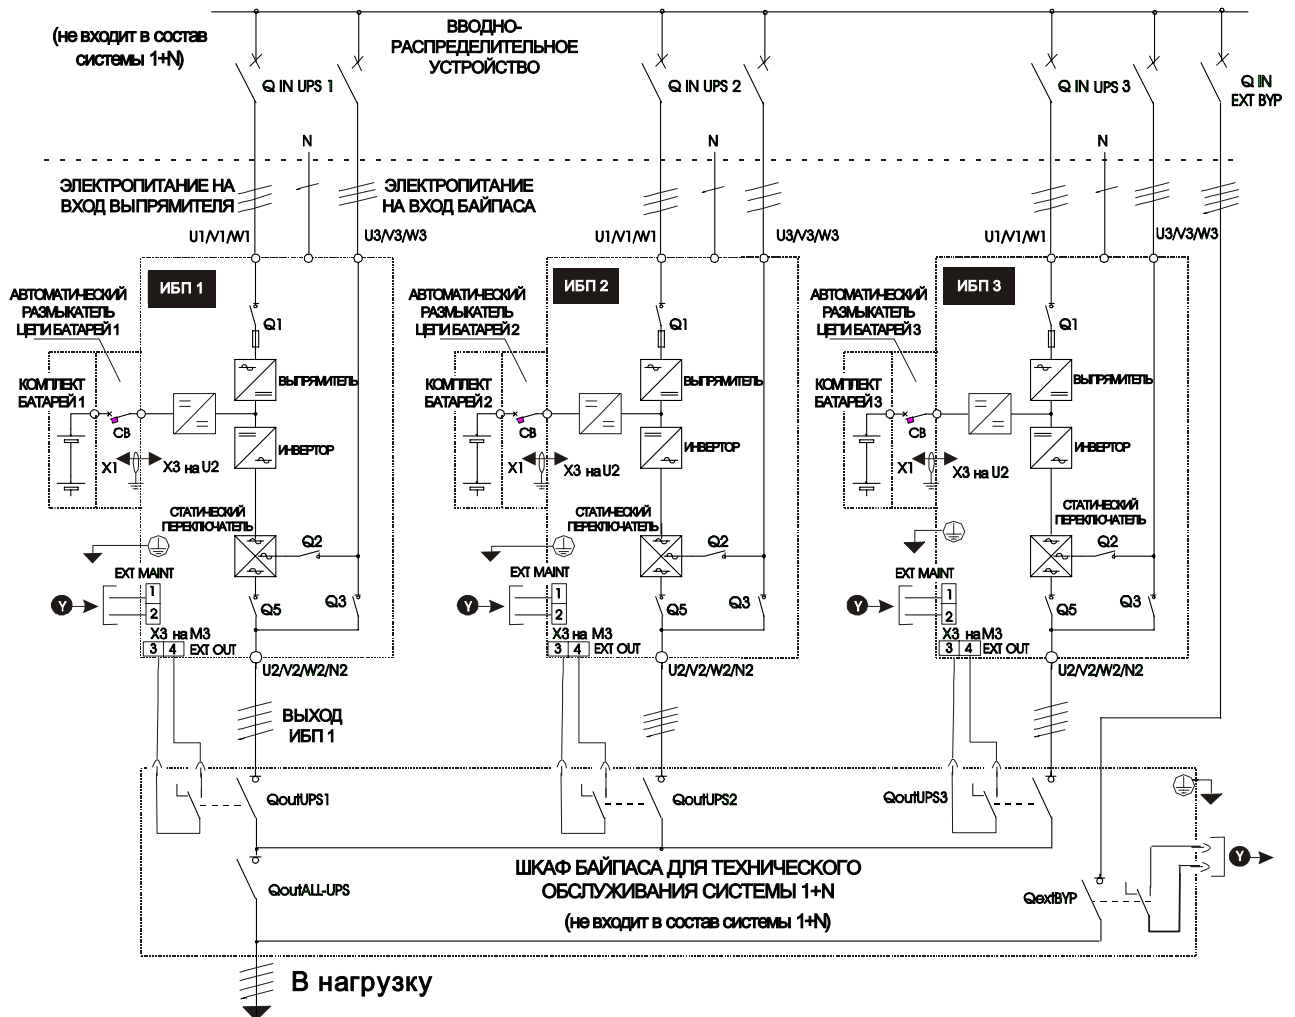 (не входит в состав
системы 1+N)
ВВОДНО-
РАСПРЕДЕЛИТЕЛЬНОЕ
УСТРОЙСТВО
Q IN UPS 1
Q IN UPS 2
Q IN UPS 3
Q IN
EXT BYP
N
N
N
ЭЛЕКТРОПИТАНИЕ НА
ВХОД ВЫПРЯМИТЕЛЯ
ЭЛЕКТРОПИТАНИЕ
НА ВХОД БАЙПАСА
U1/V1/W1
U3/V3/W3
U1/V1/W1
U3/V3/W3
U1/V1/W1
U3/V3/W3
ИБП 1
АВТОМАТИЧЕСКИЙ
РАЗМЫКАТЕЛЬ
ЦЕПИ БАТАРЕЙ 1
Q1
КОМПЛЕКТ
БАТАРЕЙ 1
ВЫПРЯМИТЕЛЬ
CB
ИНВЕРТОР
X1
X3 на U2
СТАТИЧЕСКИЙ
ПЕРЕКЛЮЧАТЕЛЬ
Q2
EXT MAINT
Y
1
2
Q5
Q3
X3 на M3
3 4 EXT OUT
U2/V2/W2/N2
ИБП 2
АВТОМАТИЧЕСКИЙ
РАЗМЫКАТЕЛЬ
ЦЕПИ БАТАРЕЙ 2
Q1
КОМПЛЕКТ
БАТАРЕЙ 2
ВЫПРЯМИТЕЛЬ
CB
ИНВЕРТОР
X1
X3 на U2
СТАТИЧЕСКИЙ
ПЕРЕКЛЮЧАТЕЛЬ
Q2
EXT MAINT
Y
1
2
Q5
Q3
X3 на M3
3 4 EXT OUT
U2/V2/W2/N2
ИБП 3
АВТОМАТИЧЕСКИЙ
РАЗМЫКАТЕЛЬ
ЦЕПИ БАТАРЕЙ 3
Q1
КОМПЛЕКТ
БАТАРЕЙ 3
ВЫПРЯМИТЕЛЬ
CB
ИНВЕРТОР
X1
X3 на U2
СТАТИЧЕСКИЙ
ПЕРЕКЛЮЧАТЕЛЬ
Q2
EXT MAINT
Y
1
2
Q5
Q3
X3 на M3
3 4 EXT OUT
U2/V2/W2/N2
ВЫХОД
ИБП 1
QoutUPS1
QoutUPS2
QoutUPS3
QoutALL-UPS
ШКАФ БАЙПАСА ДЛЯ ТЕХНИЧЕСКОГО
ОБСЛУЖИВАНИЯ СИСТЕМЫ 1+N
(не входит в состав системы 1+N)
QextBYP
Y
В нагрузку